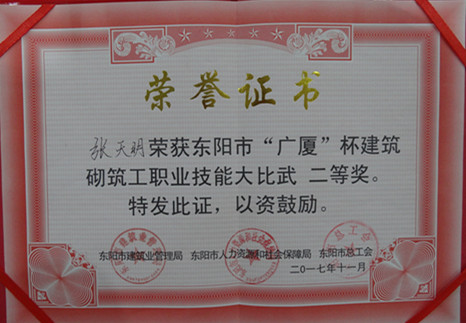 荣誉证书
张天明荣获东阳市“广厦”杯建筑
砌筑工职业技能大比武 二等奖。
特发此证，以资鼓励。
东阳市建筑业管理局 东阳市人力资源和社会保障局 东阳市总工会
二〇一七年十一月